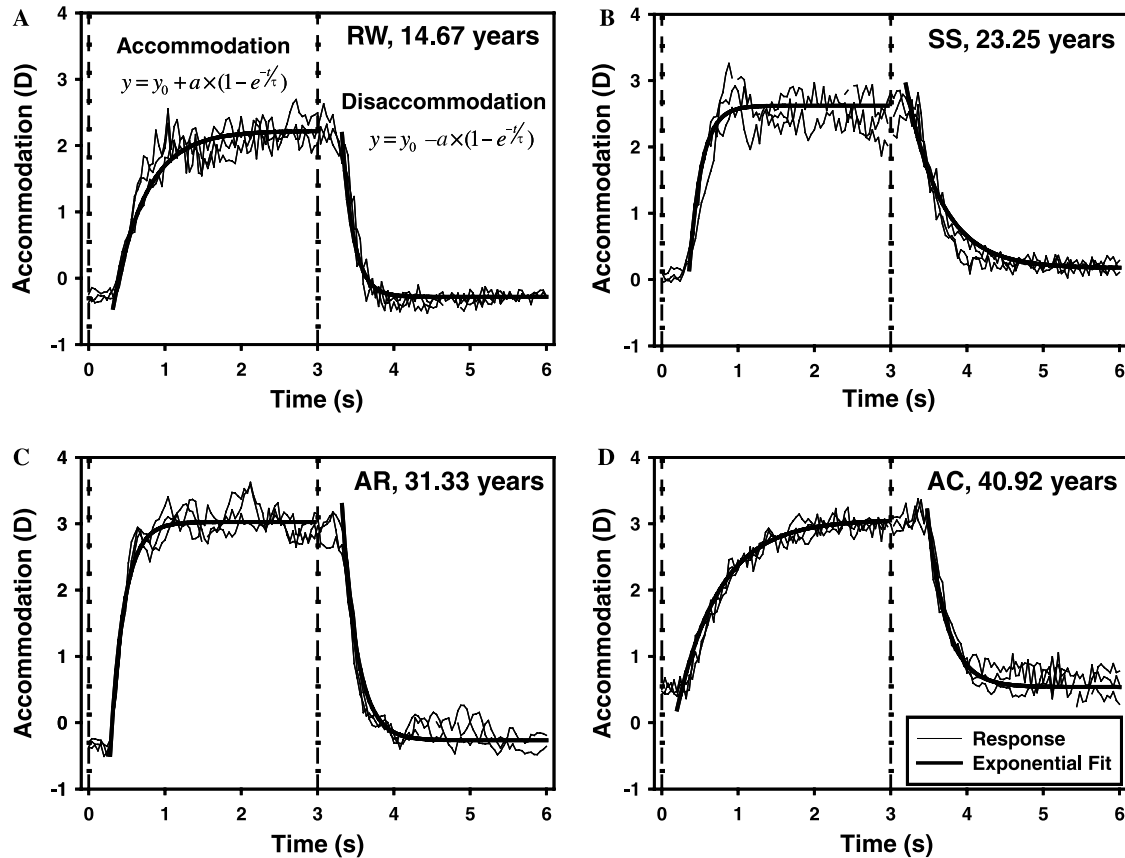 A
RW, 14.67 years
Accommodation
y = y₀ + a × (1 − e^(−t/τ))
Disaccommodation
y = y₀ − a × (1 − e^(−t/τ))
Accommodation (D)
4
3
2
1
0
-1
0 1 2 3 4 5 6
Time (s)
B
SS, 23.25 years
Accommodation (D)
4
3
2
1
0
-1
0 1 2 3 4 5 6
Time (s)
C
AR, 31.33 years
Accommodation (D)
4
3
2
1
0
-1
0 1 2 3 4 5 6
Time (s)
D
AC, 40.92 years
Accommodation (D)
4
3
2
1
0
-1
Response
Exponential Fit
0 1 2 3 4 5 6
Time (s)